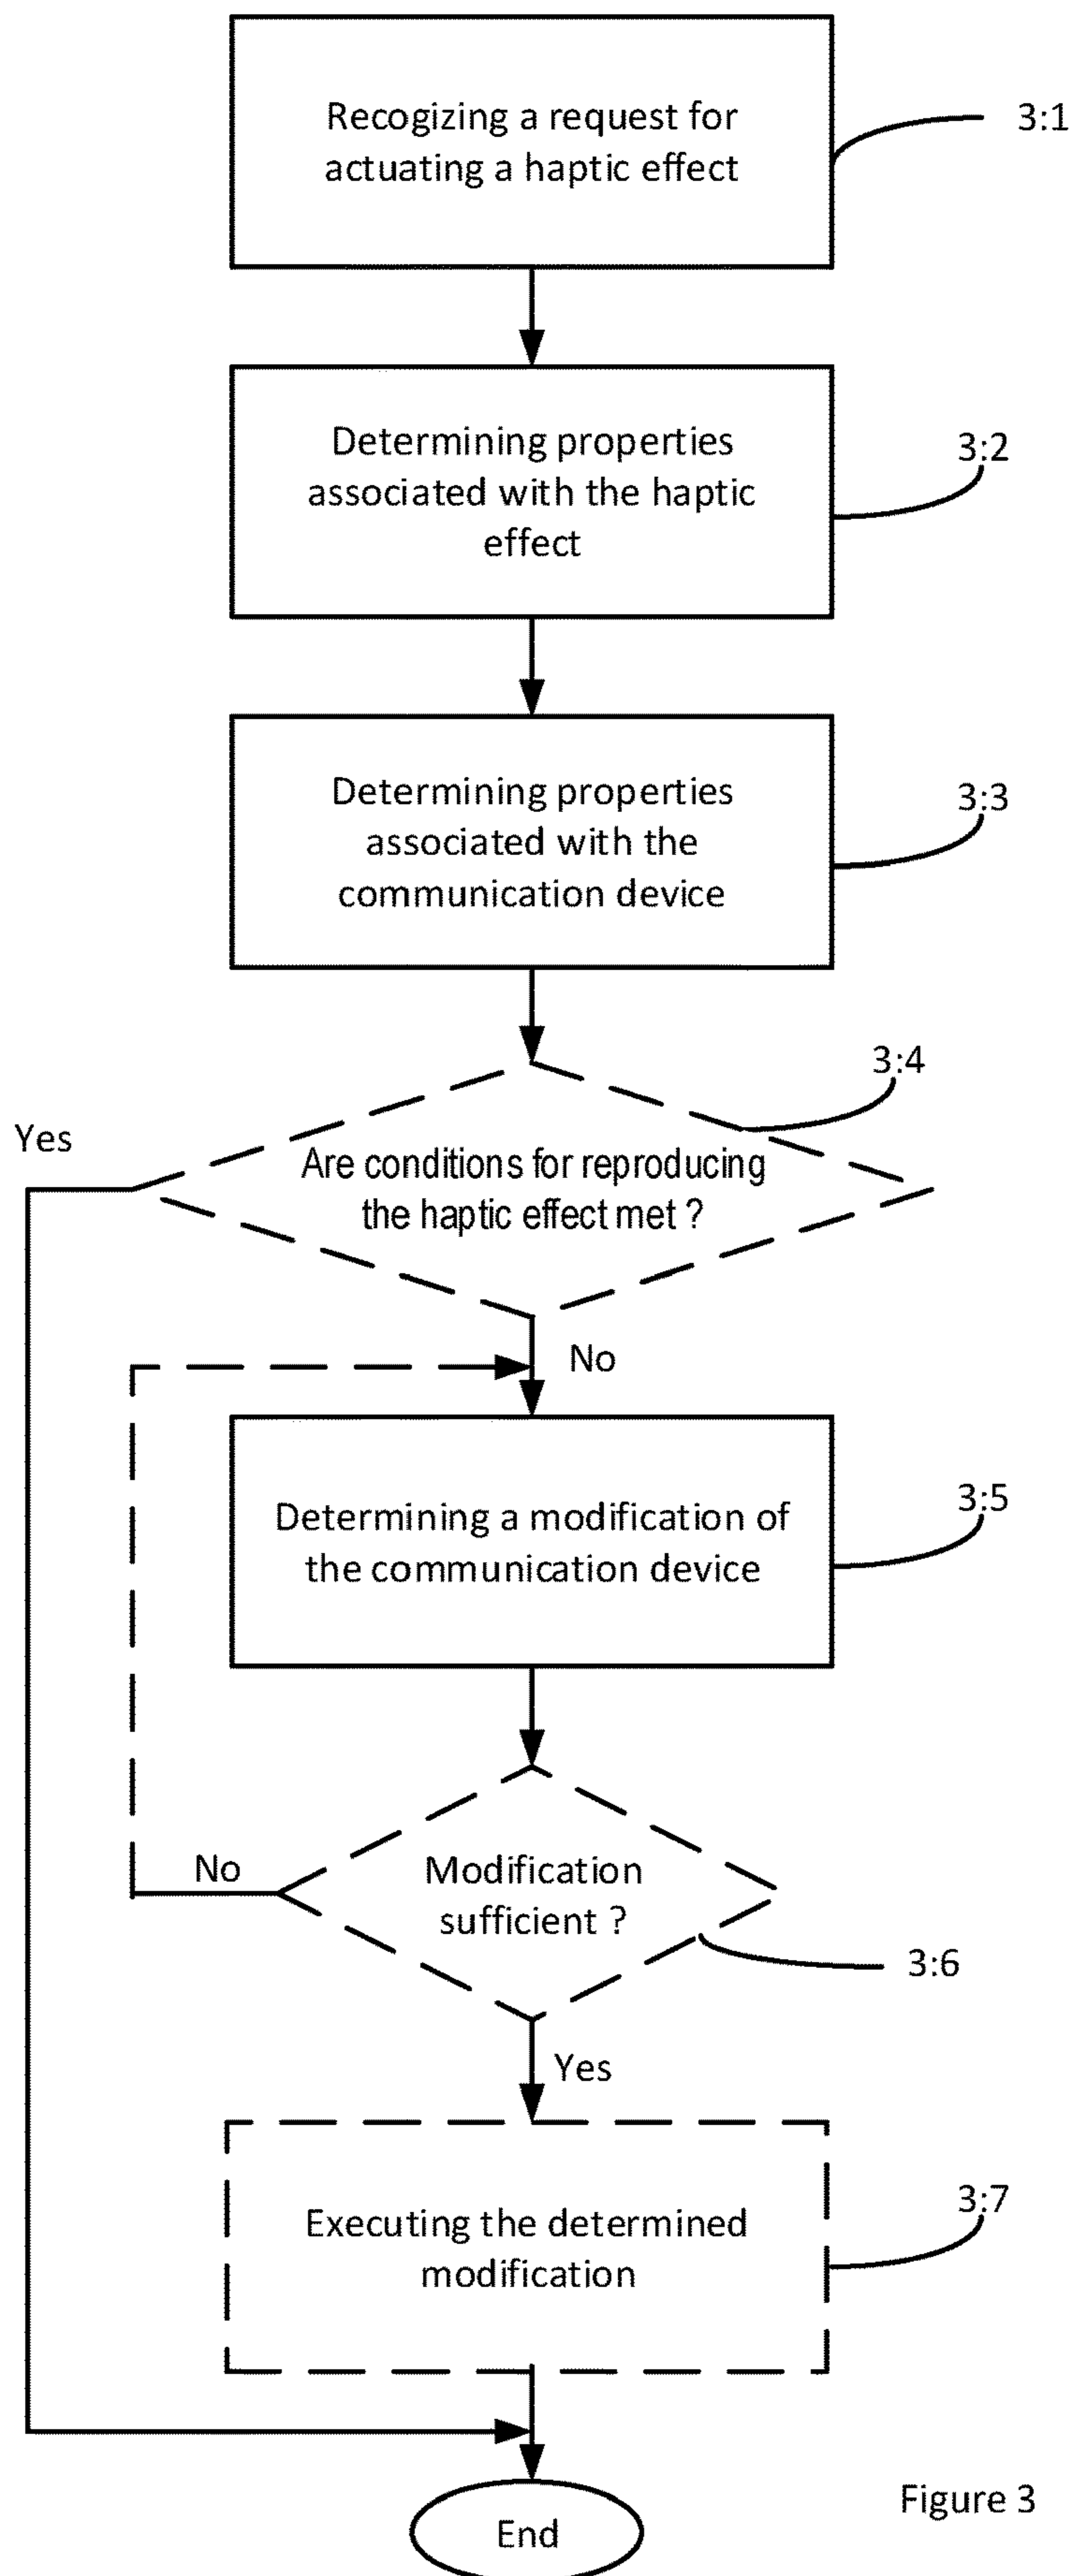 Recogizing a request for
actuating a haptic effect
3:1
Determining properties
associated with the haptic
effect
3:2
Determining properties
associated with the
communication device
3:3
3:4
Yes
Are conditions for reproducing
the haptic effect met ?
No
Determining a modification of
the communication device
3:5
No
Modification
sufficient ?
3:6
Yes
Executing the determined
modification
3:7
End
Figure 3